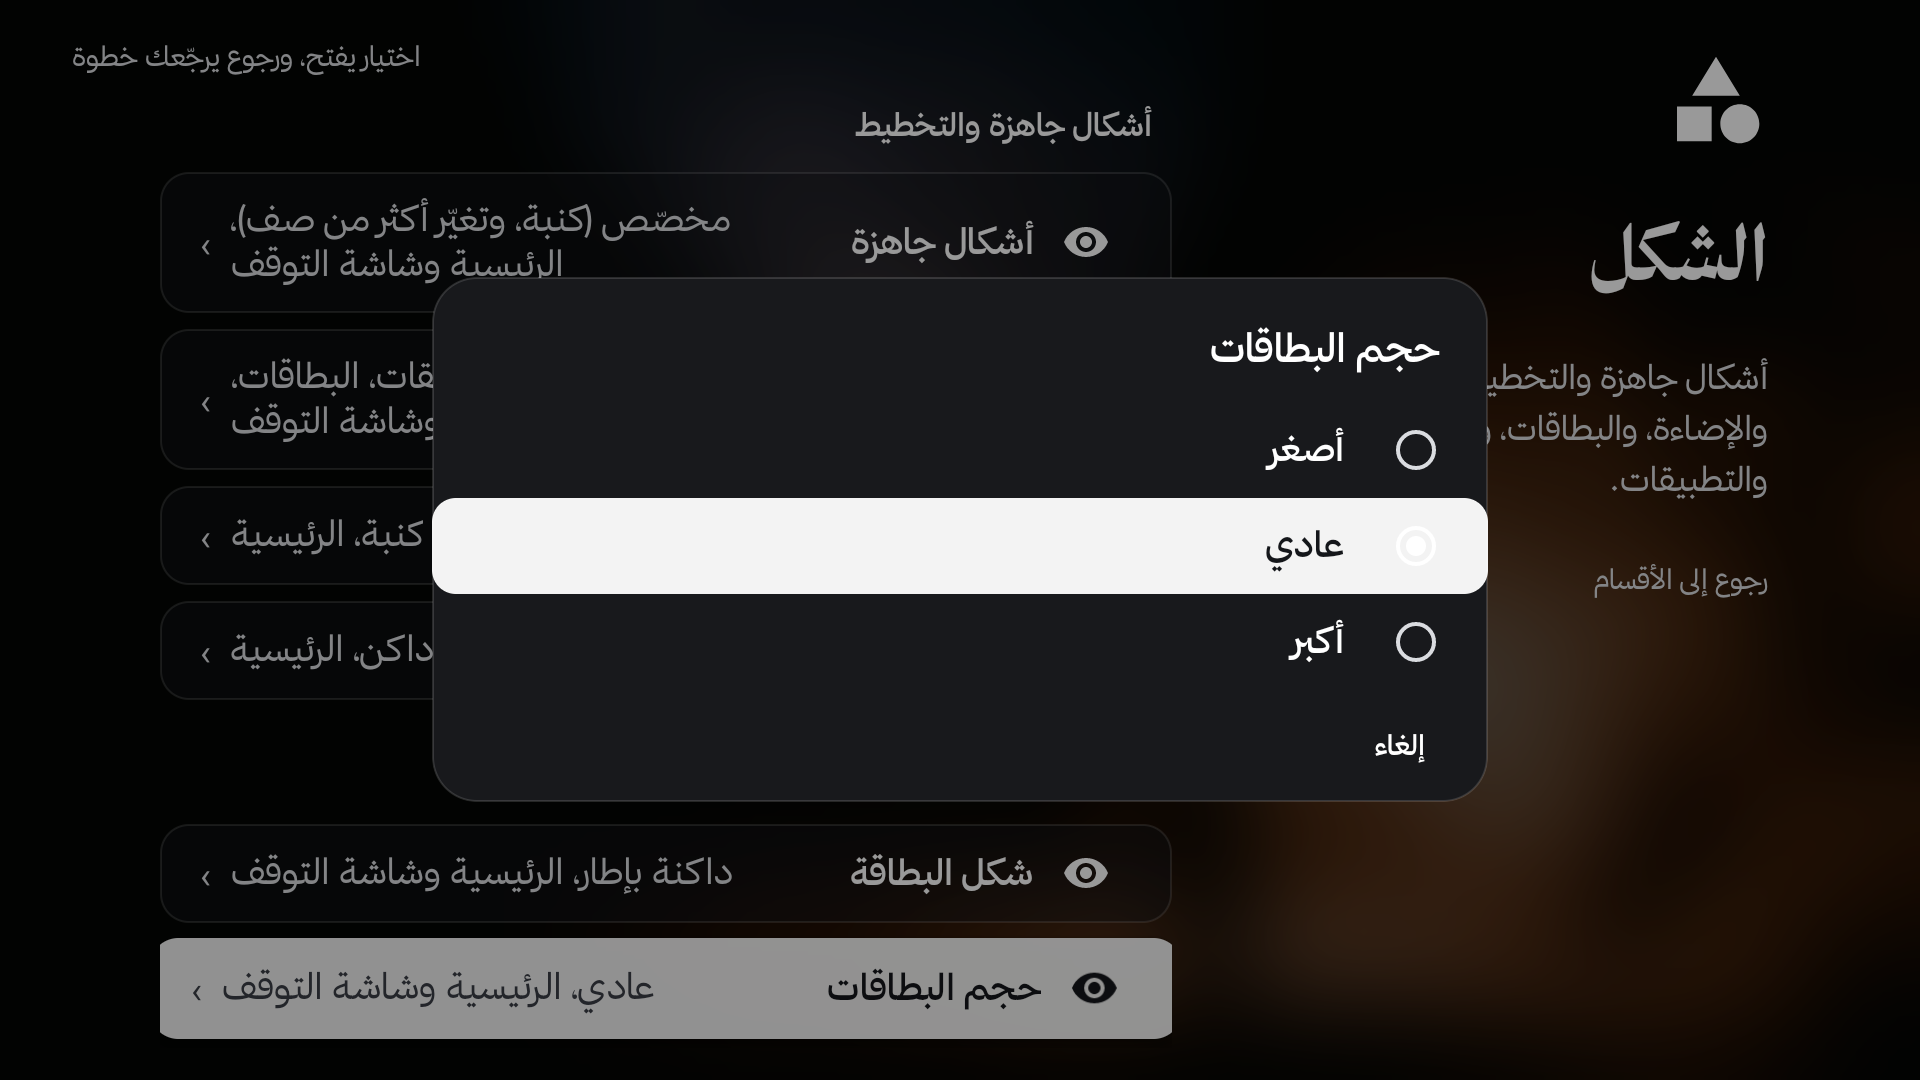 اختيار يفتح، ورجوع يرجّعك خطوة
الشكل
أشكال جاهزة والتخطيط
والإضاءة، والبطاقات،
والتطبيقات.
رجوع إلى الأقسام
أشكال جاهزة والتخطيط
أشكال جاهزة
مخصّص (كنبة، وتغيّر أكثر من صف)،
الرئيسية وشاشة التوقف
البطاقات،
وشاشة التوقف
كنبة، الرئيسية
داكن، الرئيسية
حجم البطاقات
أصغر
عادي
أكبر
إلغاء
شكل البطاقة
داكنة بإطار، الرئيسية وشاشة التوقف
حجم البطاقات
عادي، الرئيسية وشاشة التوقف